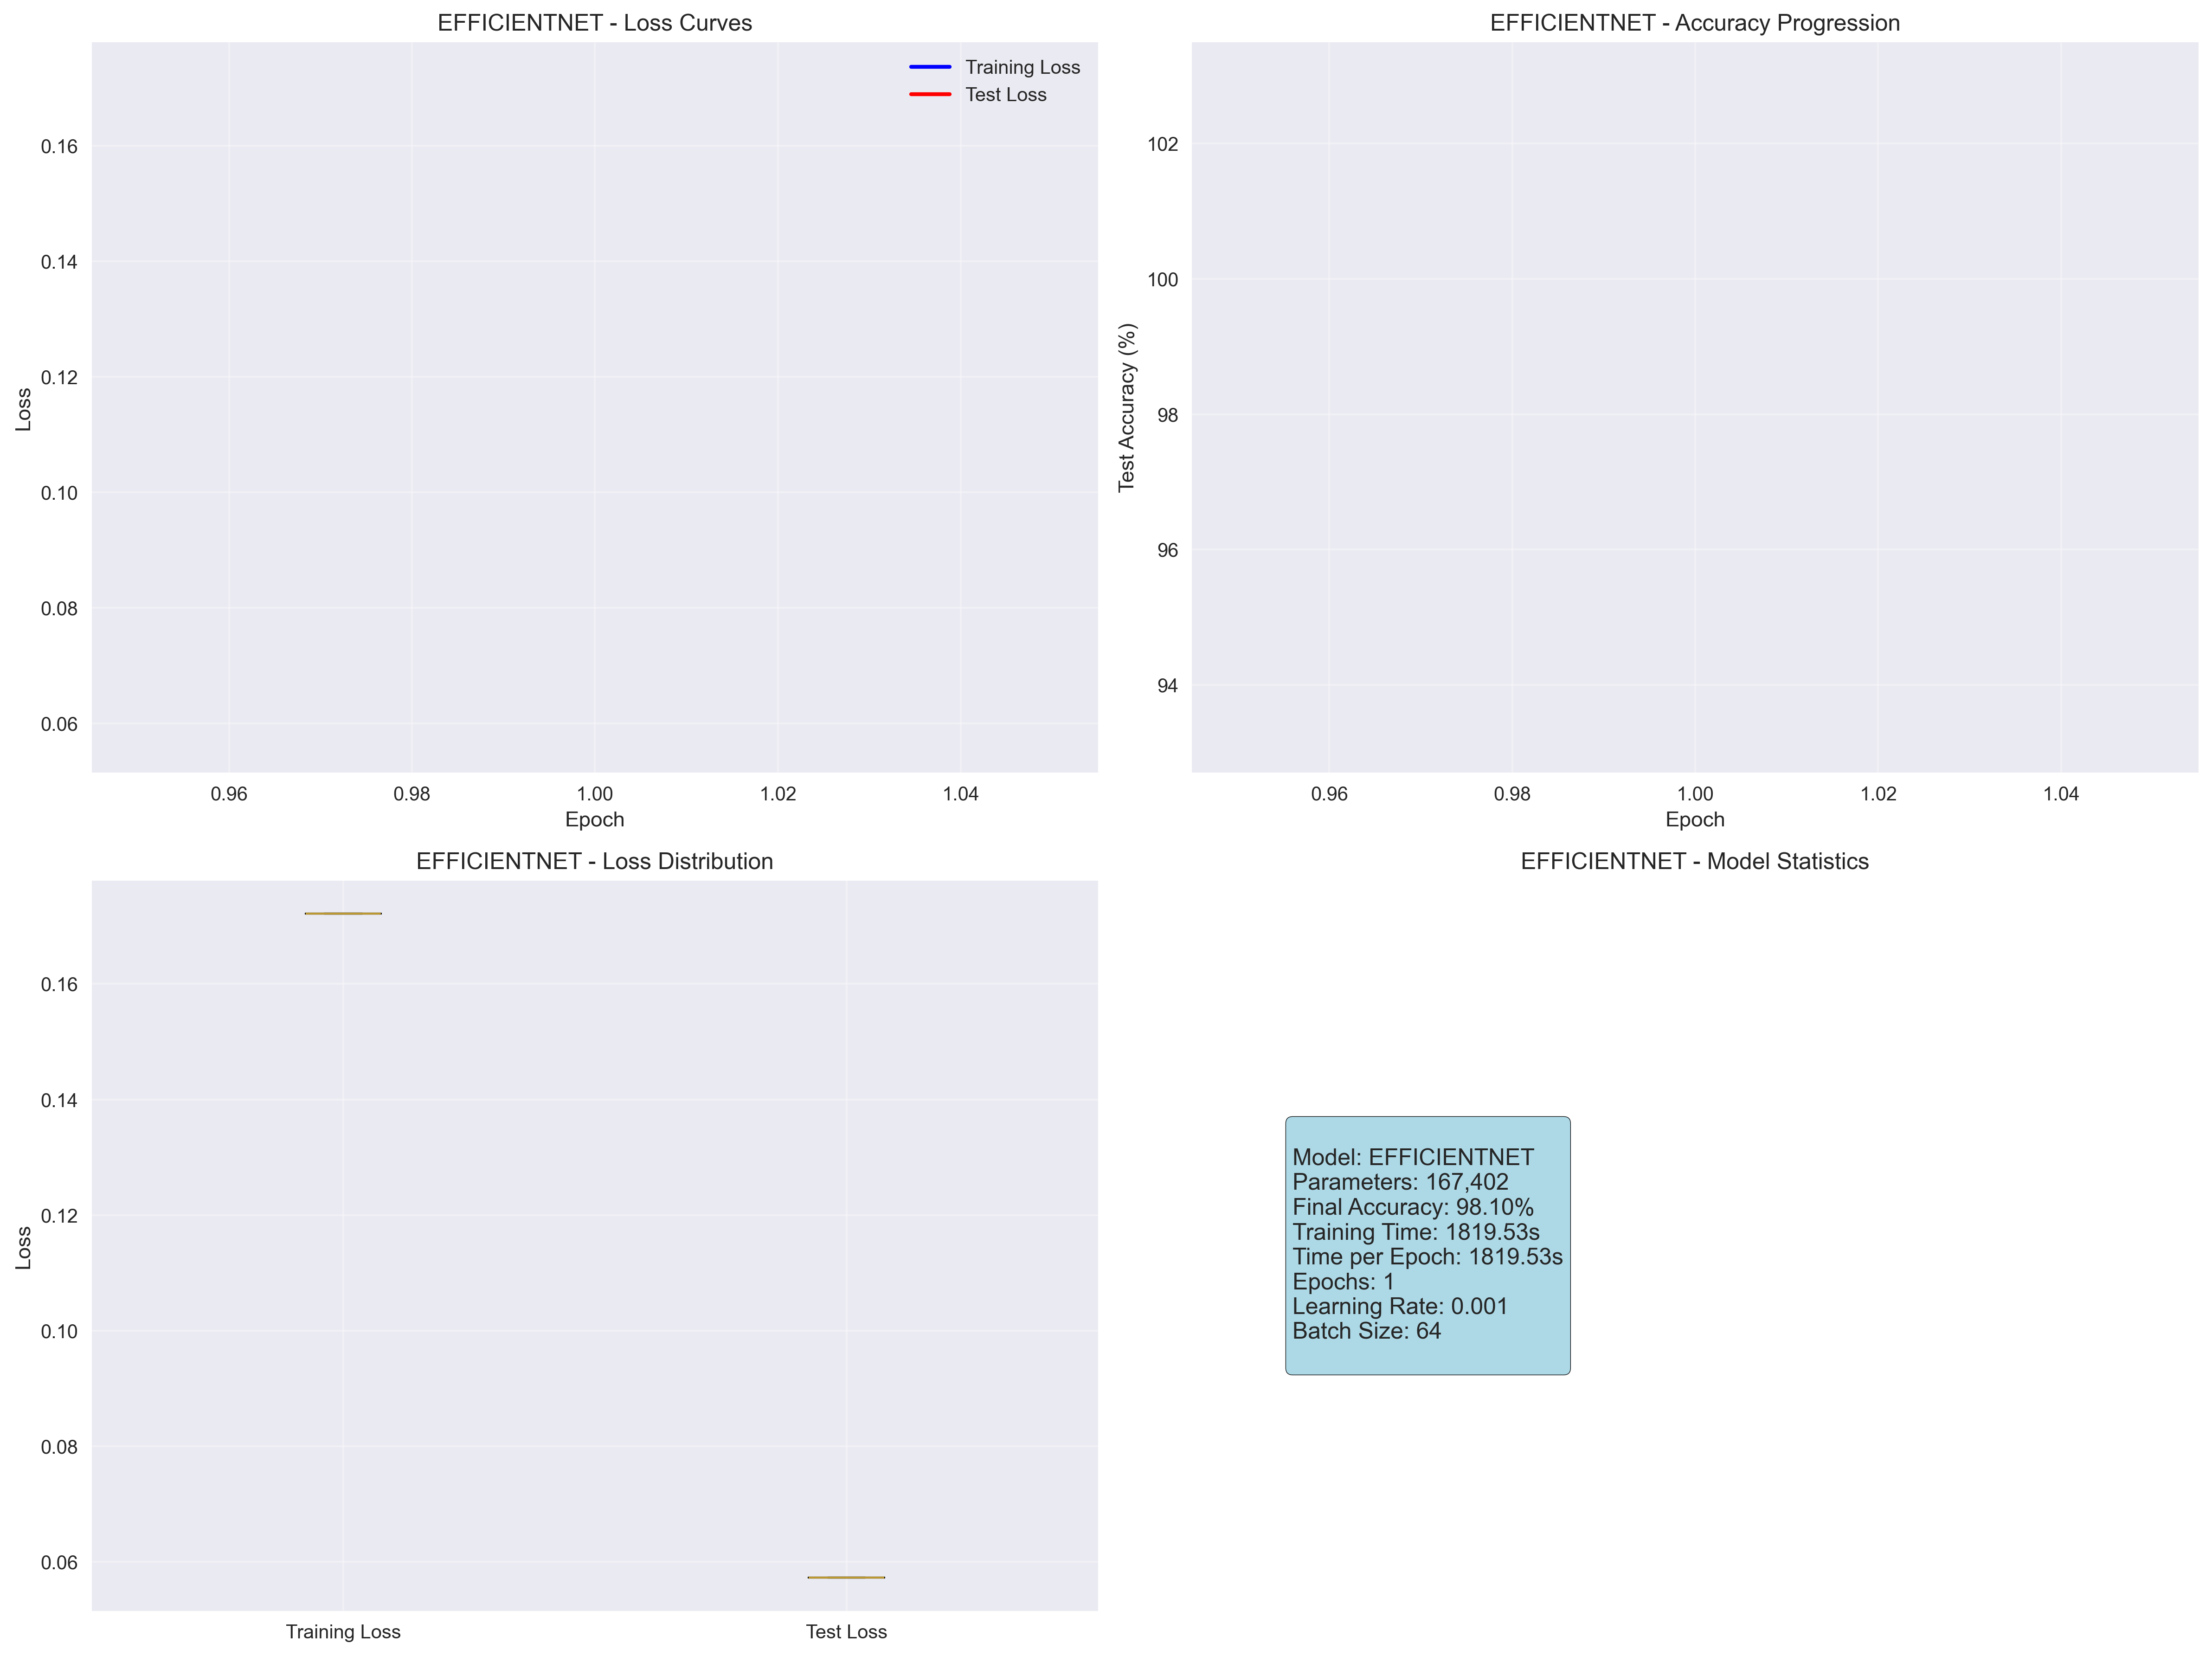 EFFICIENTNET - Loss Curves
Training Loss
Test Loss
0.16
0.14
0.12
0.10
0.08
0.06
Loss
0.96
0.98
1.00
1.02
1.04
Epoch
EFFICIENTNET - Accuracy Progression
102
100
98
96
94
Test Accuracy (%)
0.96
0.98
1.00
1.02
1.04
Epoch
EFFICIENTNET - Loss Distribution
0.16
0.14
0.12
0.10
0.08
0.06
Loss
Training Loss
Test Loss
EFFICIENTNET - Model Statistics
Model: EFFICIENTNET
Parameters: 167,402
Final Accuracy: 98.10%
Training Time: 1819.53s
Time per Epoch: 1819.53s
Epochs: 1
Learning Rate: 0.001
Batch Size: 64